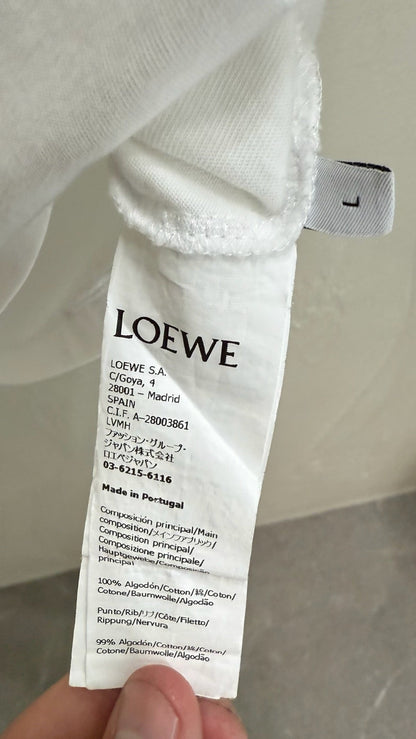 L
LOEWE
LOEWE S.A.
C/Goya, 4
28001 – Madrid
SPAIN
C.I.F. A-28003861
LVMH
ファッション・グループ・
ジャパン株式会社
ロエベジャパン
03-6215-6116
Made in Portugal
Composición principal/Main
composition/メインファブリック/
Composition principal/
Composizione principale/
Hauptgewebe/Composição
principal
100% Algodón/Cotton/綿/Coton/
Cotone/Baumwolle/Algodão
Punto/Rib/リブ/Côte/Filetto/
Rippung/Nervura
99% Algodón/Cotton/綿/Coton/
Cotone/Baumwolle/Algodão